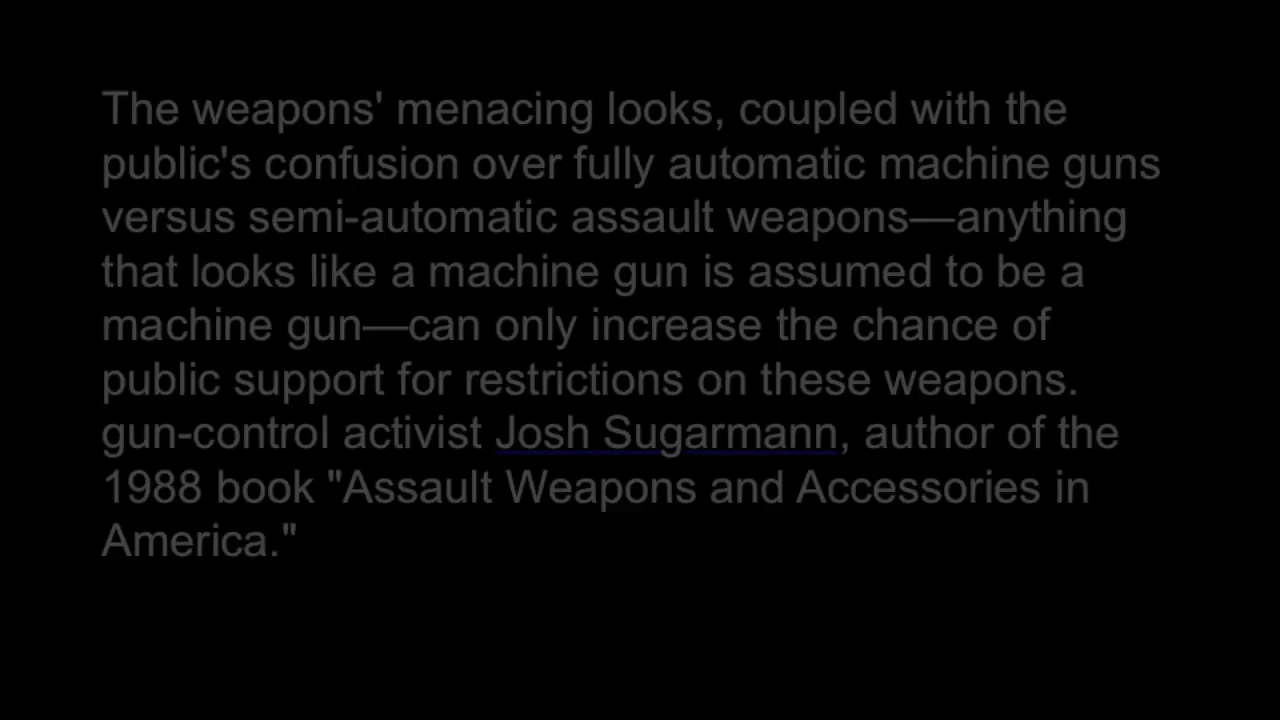 The weapons' menacing looks, coupled with the
public's confusion over fully automatic machine guns
versus semi-automatic assault weapons—anything
that looks like a machine gun is assumed to be a
machine gun—can only increase the chance of
public support for restrictions on these weapons.
gun-control activist Josh Sugarmann, author of the
1988 book "Assault Weapons and Accessories in
America."